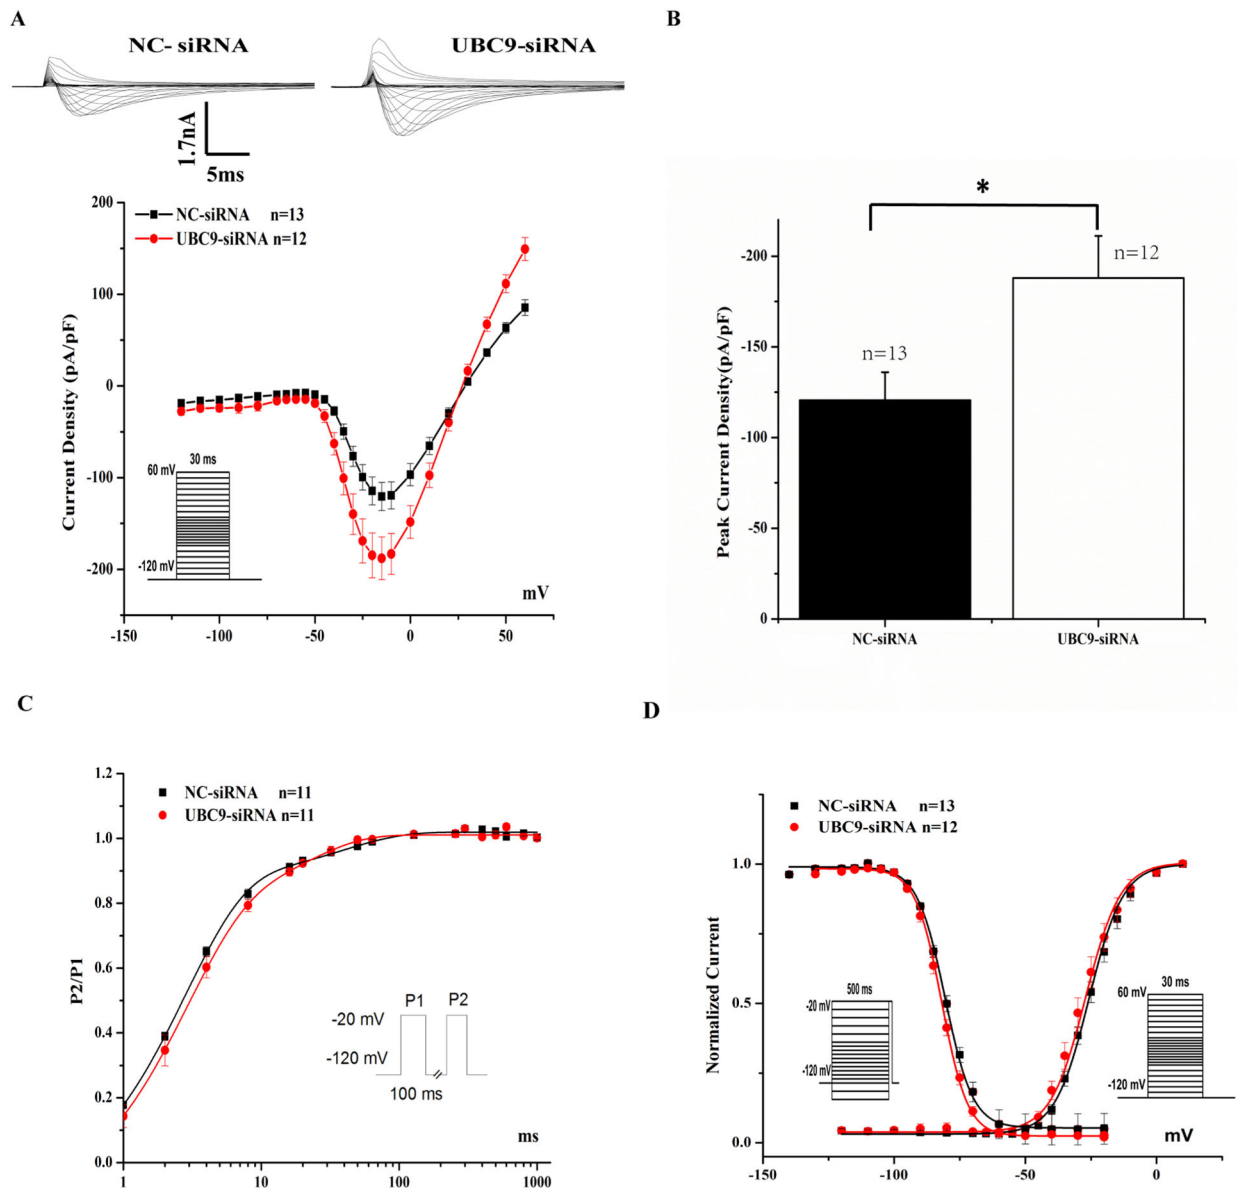 A
NC- siRNA
UBC9-siRNA
1.7nA
5ms
NC-siRNA n=13
UBC9-siRNA n=12
200
100
0
-100
-200
Current Density (pA/pF)
30 ms
60 mV
-120 mV
mV
-150
-100
-50
0
50
B
*
n=12
n=13
-200
-150
-100
-50
0
Peak Current Density(pA/pF)
NC-siRNA
UBC9-siRNA
C
NC-siRNA n=11
UBC9-siRNA n=11
1.2
1.0
0.8
0.6
0.4
0.2
0.0
P2/P1
P1 P2
-20 mV
-120 mV
100 ms
ms
1
10
100
1000
D
NC-siRNA n=13
UBC9-siRNA n=12
1.0
0.5
0.0
Normalized Current
500 ms
-20 mV
-120 mV
30 ms
60 mV
-120 mV
mV
-150
-100
-50
0